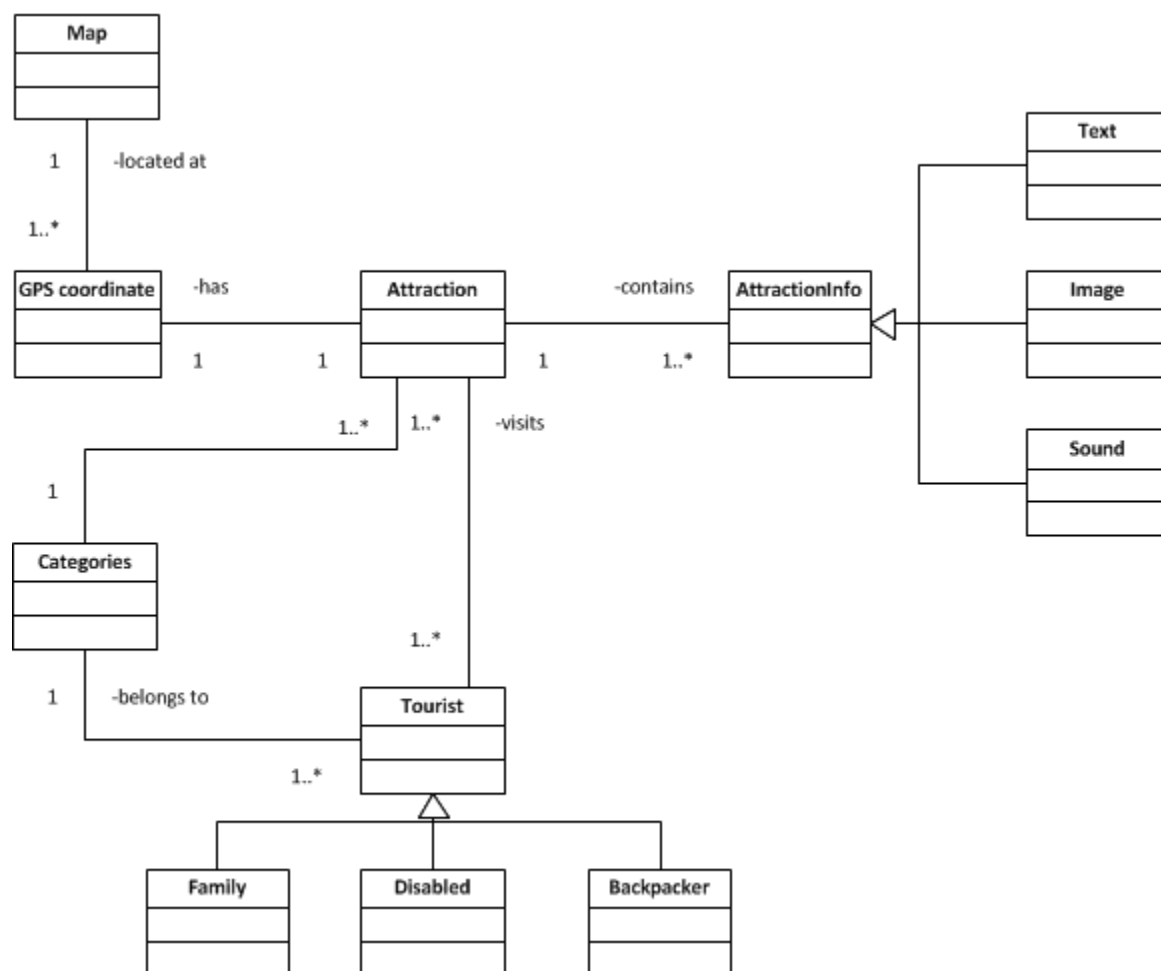 Map
1 -located at
1..*
Text
GPS coordinate -has Attraction -contains AttractionInfo Image
1 1 1 1..*
1..* 1..* -visits
Sound
1
Categories
1..*
1 -belongs to Tourist
1..*
Family Disabled Backpacker